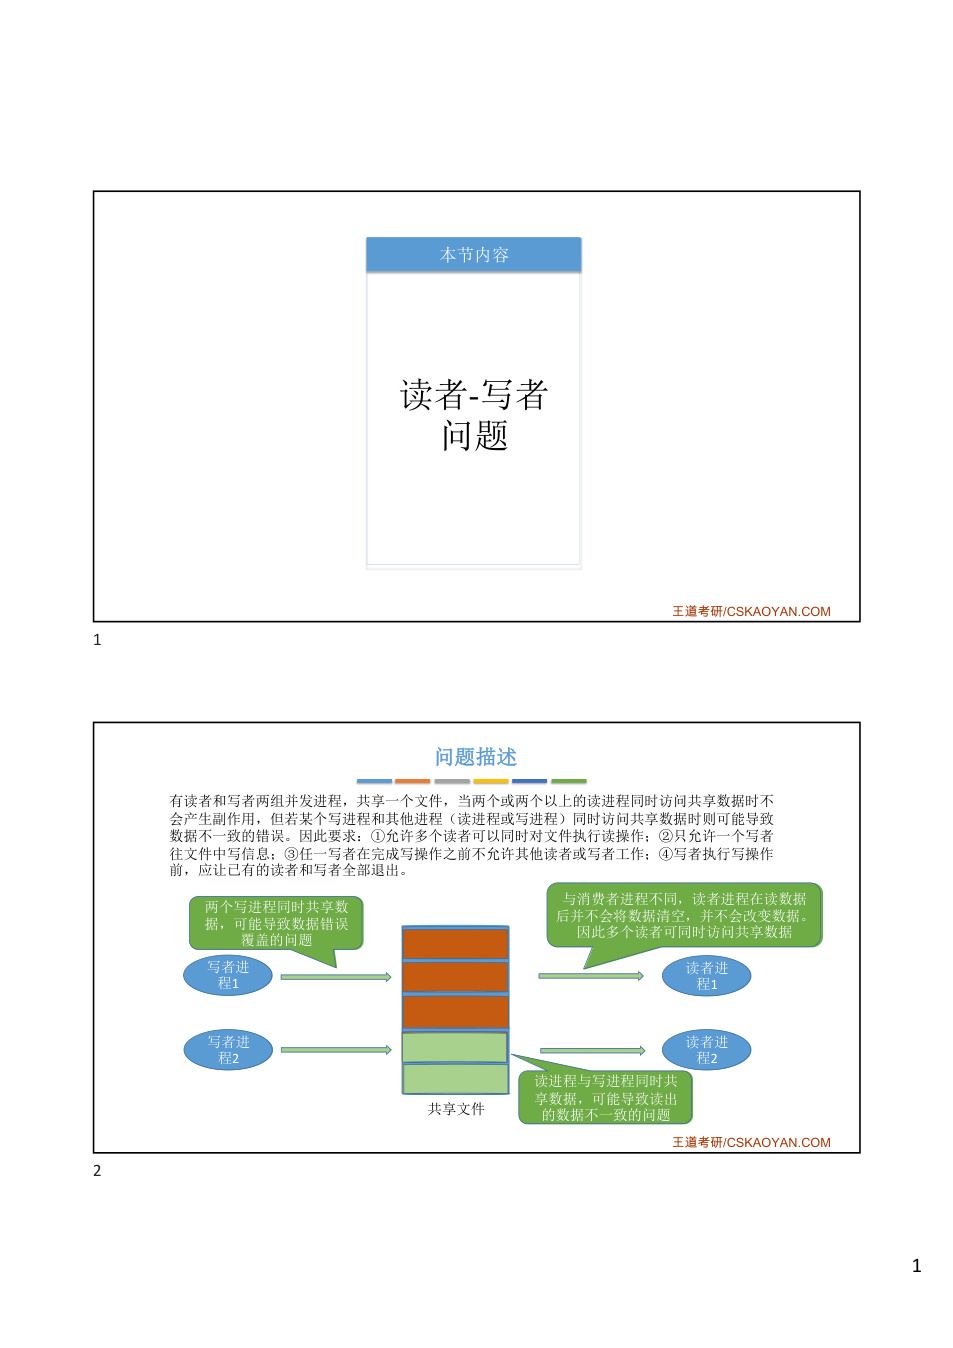 本节内容
读者-写者
问题
王道考研/CSKAOYAN.COM
1
问题描述
有读者和写者两组并发进程，共享一个文件，当两个或两个以上的读进程同时访问共享数据时不
会产生副作用，但若某个写进程和其他进程（读进程或写进程）同时访问共享数据时则可能导致
数据不一致的错误。因此要求：①允许多个读者可以同时对文件执行读操作；②只允许一个写者
往文件中写信息；③任一写者在完成写操作之前不允许其他读者或写者工作；④写者执行写操作
前，应让已有的读者和写者全部退出。
两个写进程同时共享数
据，可能导致数据错误
覆盖的问题
与消费者进程不同，读者进程在读数据
后并不会将数据清空，并不会改变数据。
因此多个读者可同时访问共享数据
写者进
程1
读者进
程1
写者进
程2
读者进
程2
读进程与写进程同时共
享数据，可能导致读出
的数据不一致的问题
共享文件
王道考研/CSKAOYAN.COM
2
1